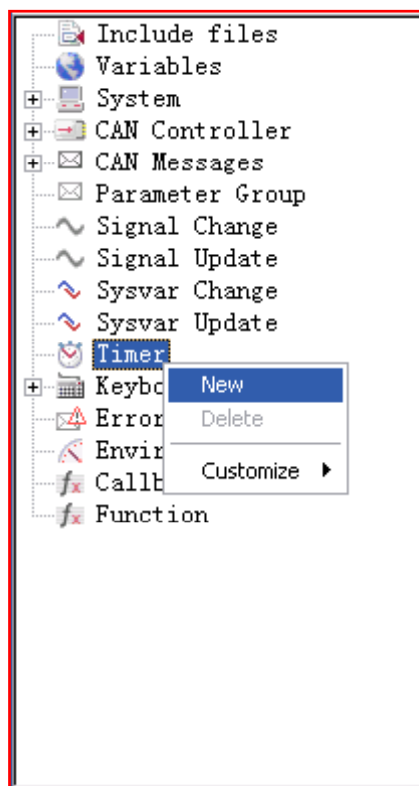 Include files
Variables
System
CAN Controller
CAN Messages
Parameter Group
Signal Change
Signal Update
Sysvar Change
Sysvar Update
Timer
Keybo
New
Error
Delete
Envir
Customize
Callb
Function